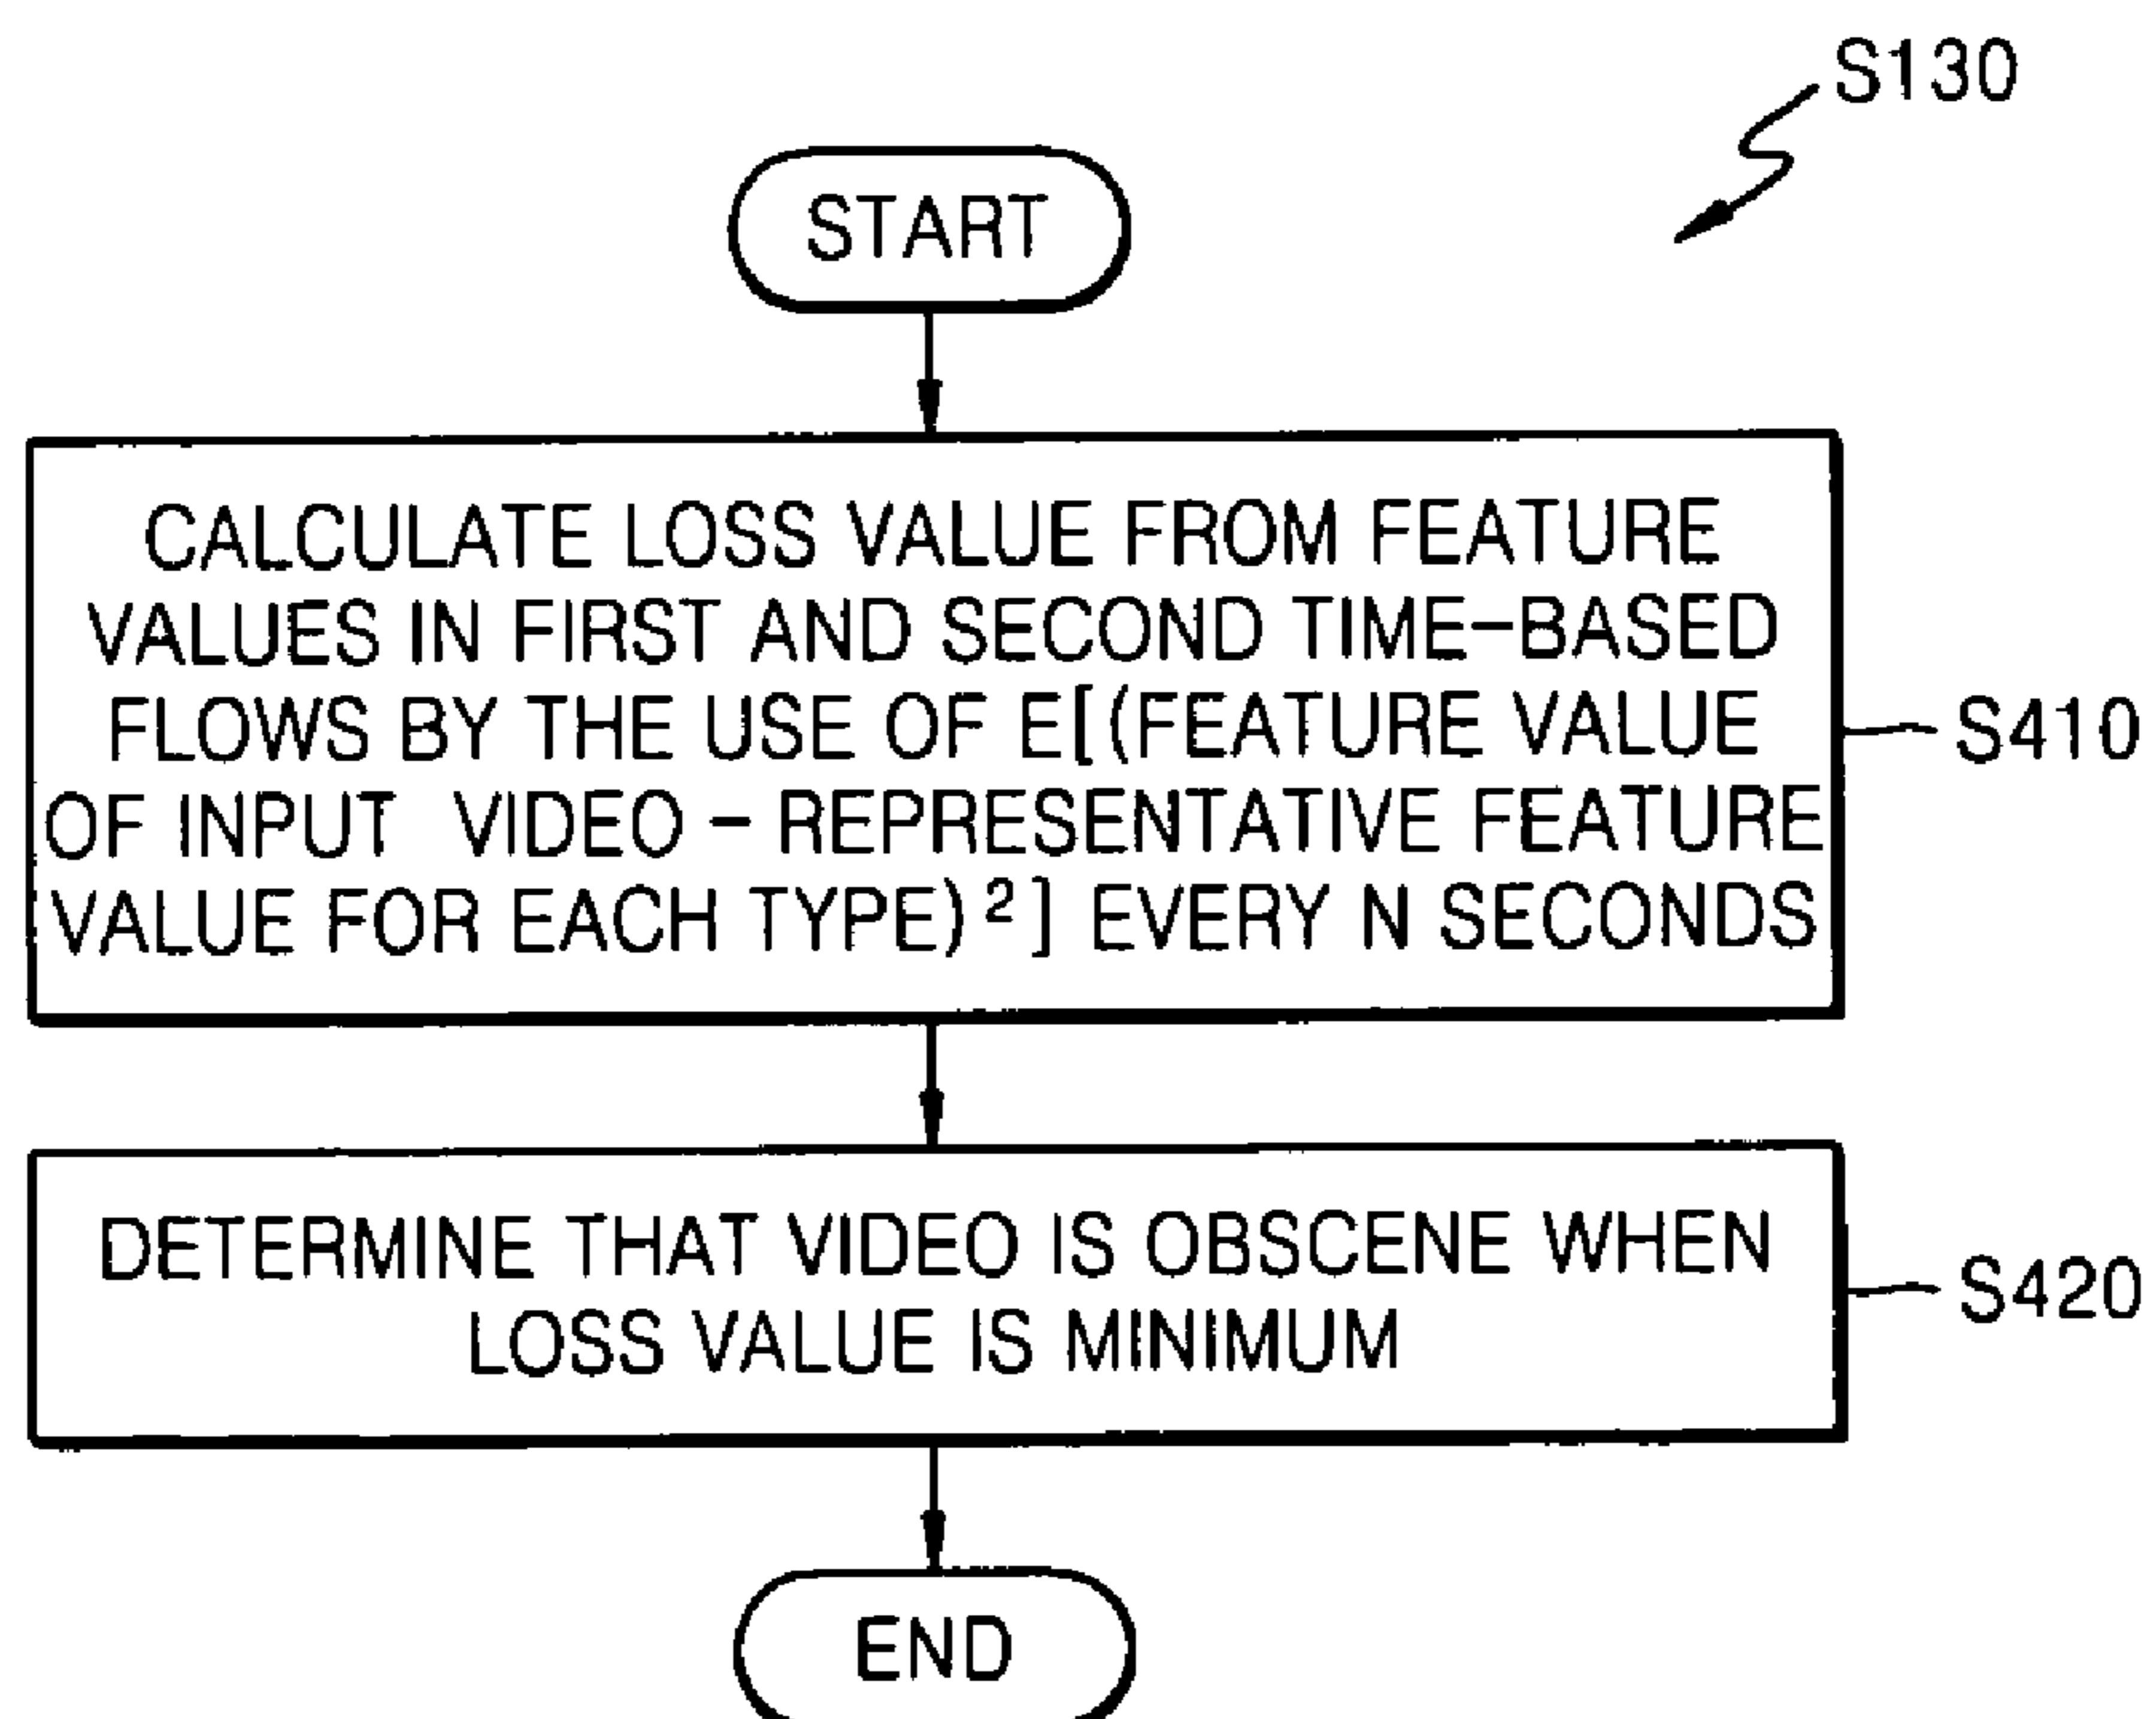 S130
START
CALCULATE LOSS VALUE FROM FEATURE
VALUES IN FIRST AND SECOND TIME-BASED
FLOWS BY THE USE OF E[(FEATURE VALUE
OF INPUT VIDEO - REPRESENTATIVE FEATURE
VALUE FOR EACH TYPE)²] EVERY N SECONDS
S410
DETERMINE THAT VIDEO IS OBSCENE WHEN
LOSS VALUE IS MINIMUM
S420
END